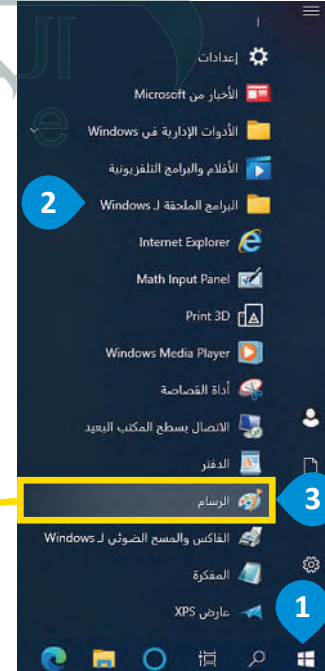 إعدادات
الأخبار من Microsoft
الأدوات الإدارية في Windows
الأفلام والبرامج التلفزيونية
2
البرامج الملحقة لـ Windows
Internet Explorer
Math Input Panel
Print 3D
Windows Media Player
أداة القصاصة
الاتصال بسطح المكتب البعيد
الدفتر
الرسام
3
الفاكس والمسح الضوئي لـ Windows
المفكرة
عارض XPS
1